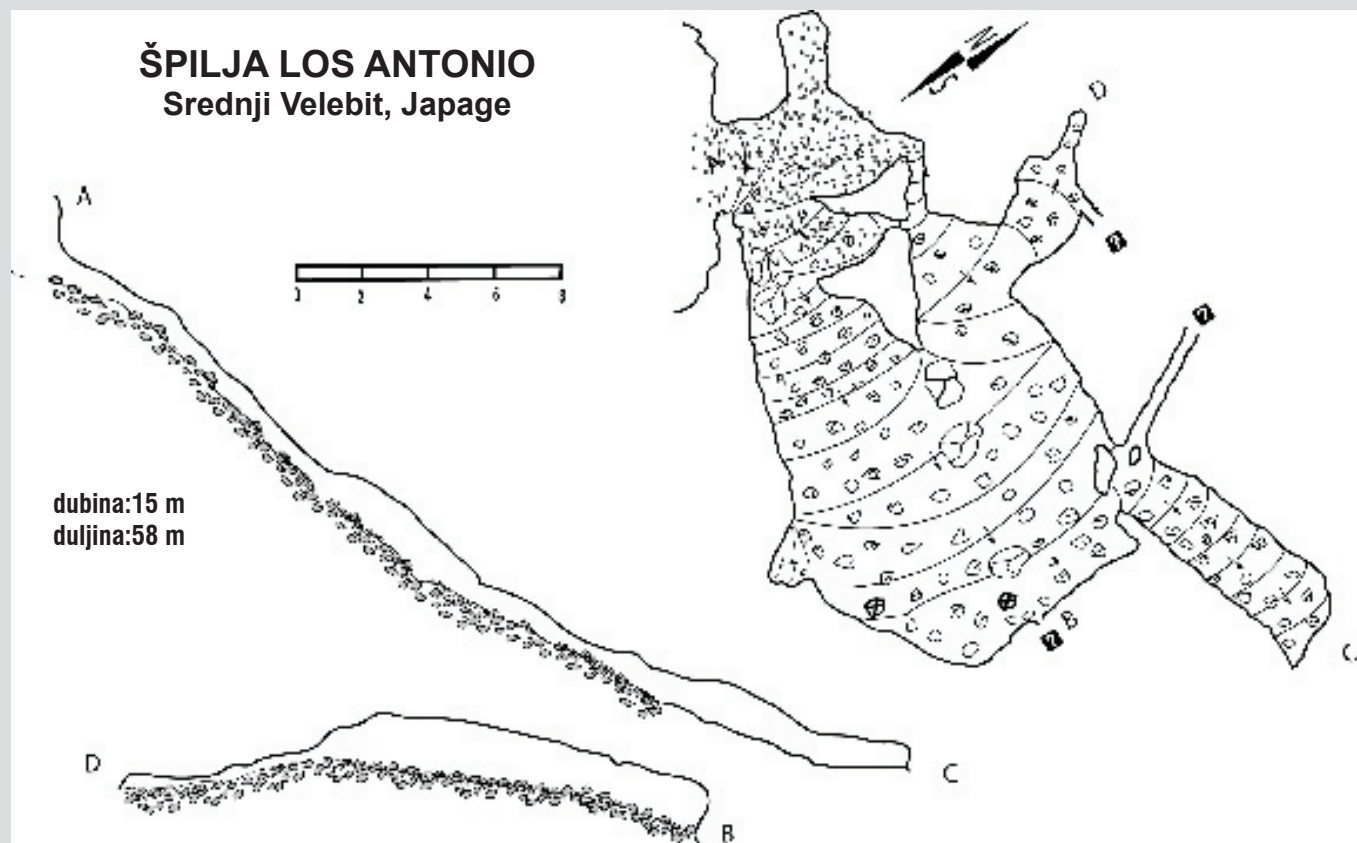 ŠPILJA LOS ANTONIO
Srednji Velebit, Japage
S N
D
A
?
?
0 2 4 6 8
dubina:15 m
duljina:58 m
B
?
C
D
C
B